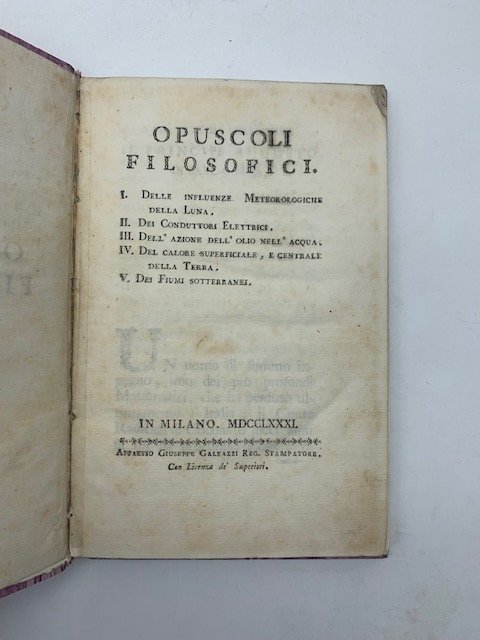 OPUSCOLI
FILOSOFICI.
I. DELLE INFLUENZE METEOROLOGICHE
DELLA LUNA.
II. DEI CONDUTTORI ELETTRICI.
III. DELL' AZIONE DELL' OLIO NELL' ACQUA.
IV. DEL CALORE SUPERFICIALE, E CENTRALE
DELLA TERRA.
V. DEI FIUMI SOTTERRANEI.
IN MILANO. MDCCLXXXI.
APPRESSO GIUSEPPE GALEAZZI REG. STAMPATORE.
Con Licenza de' Superiori.